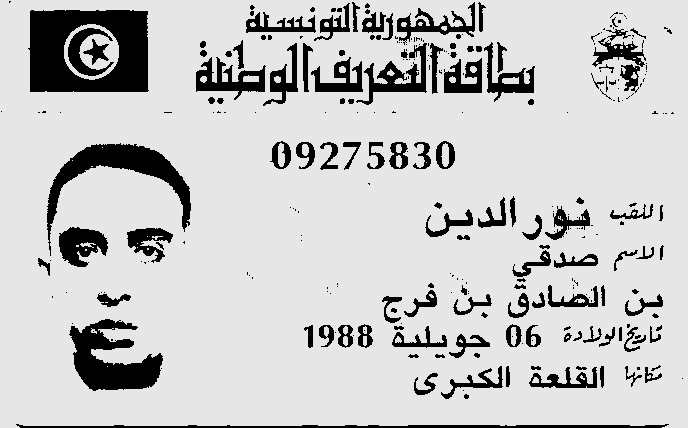 الجمهورية التونسية
بطاقة التعريف الوطنية
09275830
اللقب نور الدين
الاسم صدقي
بن الصادق بن فرج
تاريخ الولادة 06 جويلية 1988
مكانها القلعة الكبرى